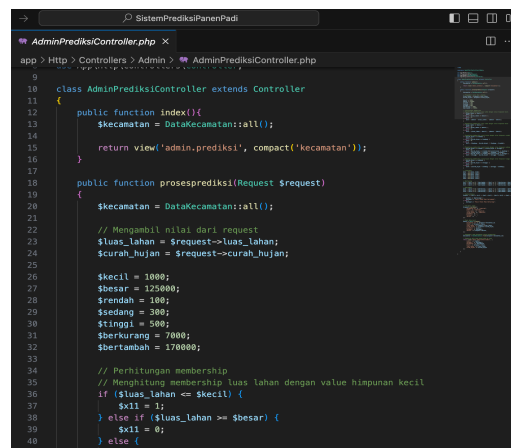 SistemPrediksiPanenPadi
AdminPrediksiController.php
app > Http > Controllers > Admin > AdminPrediksiController.php
9
10 class AdminPrediksiController extends Controller
11 {
12 public function index(){
13 $kecamatan = DataKecamatan::all();
14
15 return view('admin.prediksi', compact('kecamatan'));
16 }
17
18 public function prosesprediksi(Request $request)
19 {
20 $kecamatan = DataKecamatan::all();
21
22 // Mengambil nilai dari request
23 $luas_lahan = $request->luas_lahan;
24 $curah_hujan = $request->curah_hujan;
25
26 $kecil = 1000;
27 $besar = 125000;
28 $rendah = 100;
29 $sedang = 300;
30 $tinggi = 500;
31 $berkurang = 7000;
32 $bertambah = 170000;
33
34 // Perhitungan membership
35 // Menghitung membership luas lahan dengan value himpunan kecil
36 if ($luas_lahan <= $kecil) {
37 $x11 = 1;
38 } else if ($luas_lahan >= $besar) {
39 $x11 = 0;
40 } else {